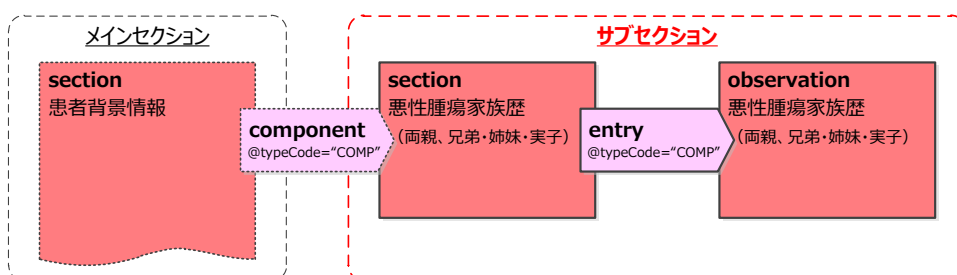 メインセクション
サブセクション
section
患者背景情報
component
@typeCode=“COMP”
section
悪性腫瘍家族歴
（両親、兄弟・姉妹・実子）
entry
@typeCode=“COMP”
observation
悪性腫瘍家族歴
（両親、兄弟・姉妹・実子）